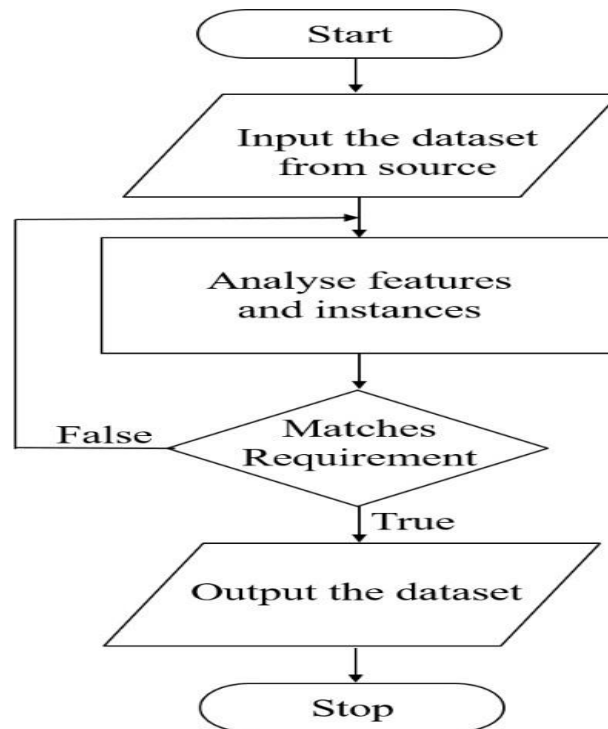 Start
Input the dataset
from source
Analyse features
and instances
Matches
Requirement
False
True
Output the dataset
Stop